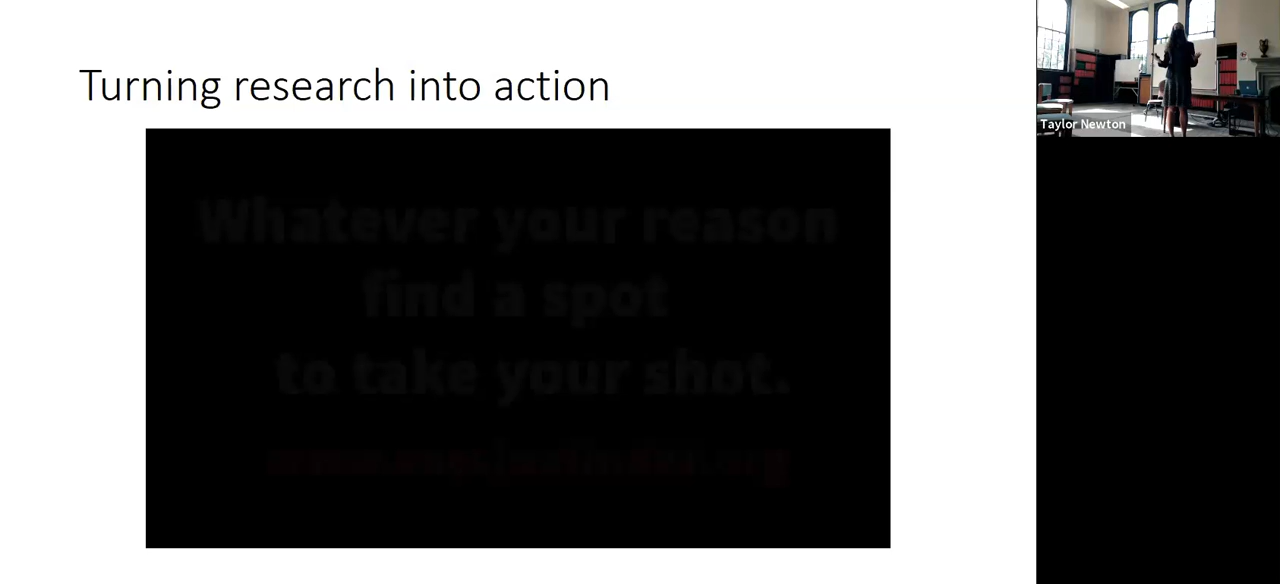 Turning research into action
Whatever your reason
find a spot
to take your shot.
Taylor Newton